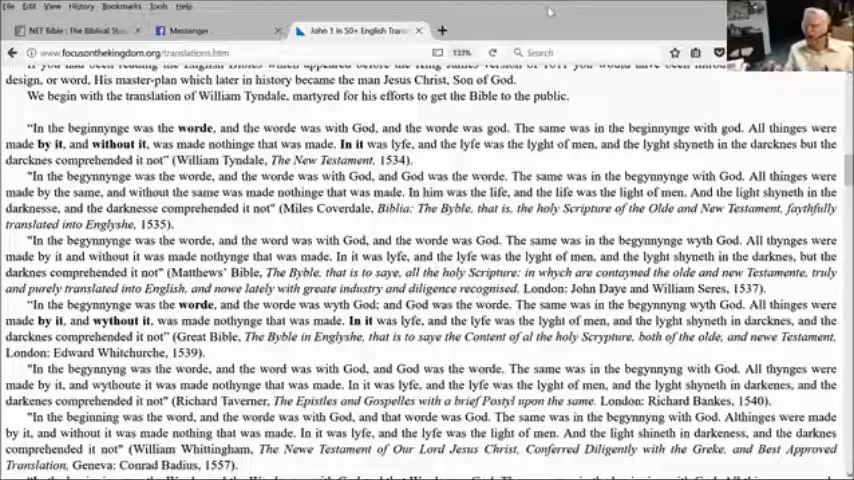 File Edit View History Bookmarks Tools Help
NET Bible : The Biblical Stu
Messenger
John 1 in 50+ English Trans
www.focusonthekingdom.org/translations.htm
133%
Search
design, or word, His master-plan which later in history became the man Jesus Christ, Son of God.
We begin with the translation of William Tyndale, martyred for his efforts to get the Bible to the public.
"In the beginnynge was the worde, and the worde was with God, and the worde was god. The same was in the beginnynge with god. All thinges were
made by it, and without it, was made nothinge that was made. In it was lyfe, and the lyfe was the lyght of men, and the lyght shyneth in the darcknes but the
darcknes comprehended it not" (William Tyndale, The New Testament, 1534).
"In the begynnynge was the worde, and the worde was with God, and God was the worde. The same was in the begynnynge with God. All thinges were
made by the same, and without the same was made nothinge that was made. In him was the life, and the life was the light of men. And the light shyneth in the
darknesse, and the darknesse comprehended it not" (Miles Coverdale, Biblia: The Byble, that is, the holy Scripture of the Olde and New Testament, faythfully
translated into Englyshe, 1535).
"In the begynnynge was the worde, and the word was with God, and the worde was God. The same was in the begynnynge wyth God. All thynges were
made by it and without it was made nothynge that was made. In it was lyfe, and the lyfe was the lyght of men, and the lyght shyneth in the darcknes, but the
darknes comprehended it not" (Matthews' Bible, The Byble, that is to saye, all the holy Scripture: in whych are contayned the olde and new Testamente, truly
and purely translated into English, and nowe lately with greate industry and diligence recognised. London: John Daye and William Seres, 1537).
"In the begynnynge was the worde, and the worde was wyth God; and God was the worde. The same was in the begynnyng wyth God. All thinges were
made by it, and wythout it, was made nothynge that was made. In it was lyfe, and the lyfe was the lyght of men, and the lyght shyneth in darcknes, and the
darcknes comprehended it not" (Great Bible, The Byble in Englyshe, that is to saye the Content of al the holy Scrypture, both of the olde, and newe Testament,
London: Edward Whitchurche, 1539).
"In the begynnyng was the worde, and the word was with God, and God was the worde. The same was in the begynnyng with God. All thynges were
made by it, and wythoute it was made nothynge that was made. In it was lyfe, and the lyfe was the lyght of men, and the lyght shyneth in darkenes, and the
darkenes comprehended it not" (Richard Taverner, The Epistles and Gospelles with a brief Postyl upon the same. London: Richard Bankes, 1540).
"In the beginning was the word, and the worde was with God, and that worde was God. The same was in the begynnyng with God. Althinges were made
by it, and without it was made nothing that was made. In it was lyfe, and the lyfe was the light of men. And the light shineth in darkeness, and the darknes
comprehended it not" (William Whittingham, The Newe Testament of Our Lord Jesus Christ, Conferred Diligently with the Greke, and Best Approved
Translation, Geneva: Conrad Badius, 1557).